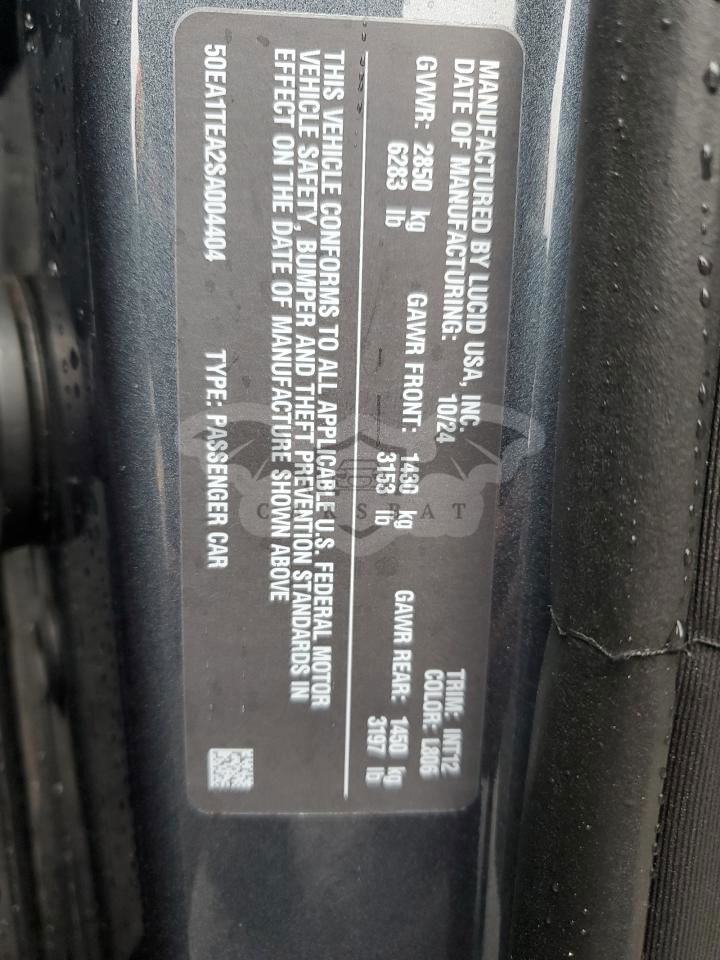 MANUFACTURED BY LUCID USA, INC.
DATE OF MANUFACTURING: 10/24 TRIM: INT12
COLOR: L806
GVWR: 2850 kg GAWR FRONT: 1430 kg GAWR REAR: 1450 kg
6283 lb 3153 lb 3197 lb
THIS VEHICLE CONFORMS TO ALL APPLICABLE U.S. FEDERAL MOTOR
VEHICLE SAFETY, BUMPER AND THEFT PREVENTION STANDARDS IN
EFFECT ON THE DATE OF MANUFACTURE SHOWN ABOVE
50EA1TEA2SA004404 TYPE: PASSENGER CAR